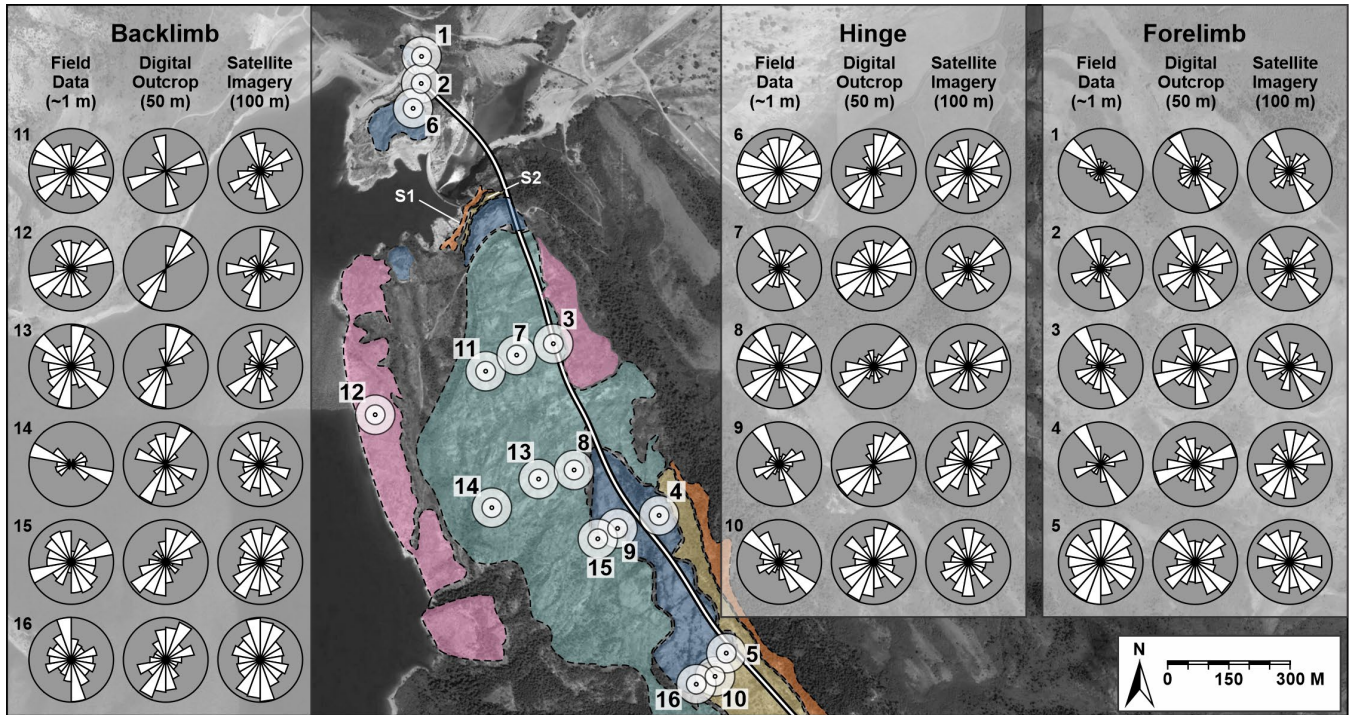 Backlimb
Field Data (~1 m)
Digital Outcrop (50 m)
Satellite Imagery (100 m)
11
12
13
14
15
16
1
2
6
S2
S1
3
7
11
12
8
13
14
4
9
15
5
16
10
Hinge
Field Data (~1 m)
Digital Outcrop (50 m)
Satellite Imagery (100 m)
6
7
8
9
10
Forelimb
Field Data (~1 m)
Digital Outcrop (50 m)
Satellite Imagery (100 m)
1
2
3
4
5
N
0 150 300 M